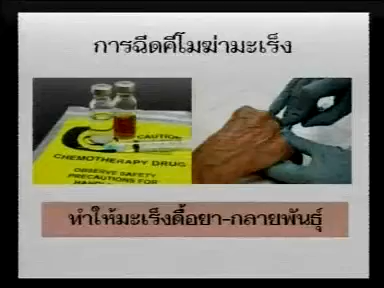 การฉีดคีโมฆ่ามะเร็ง
CAUTION
CHEMOTHERAPY DRUG
OBSERVE SAFETY
PRECAUTIONS FOR
ทำให้มะเร็งดื้อยา-กลายพันธุ์